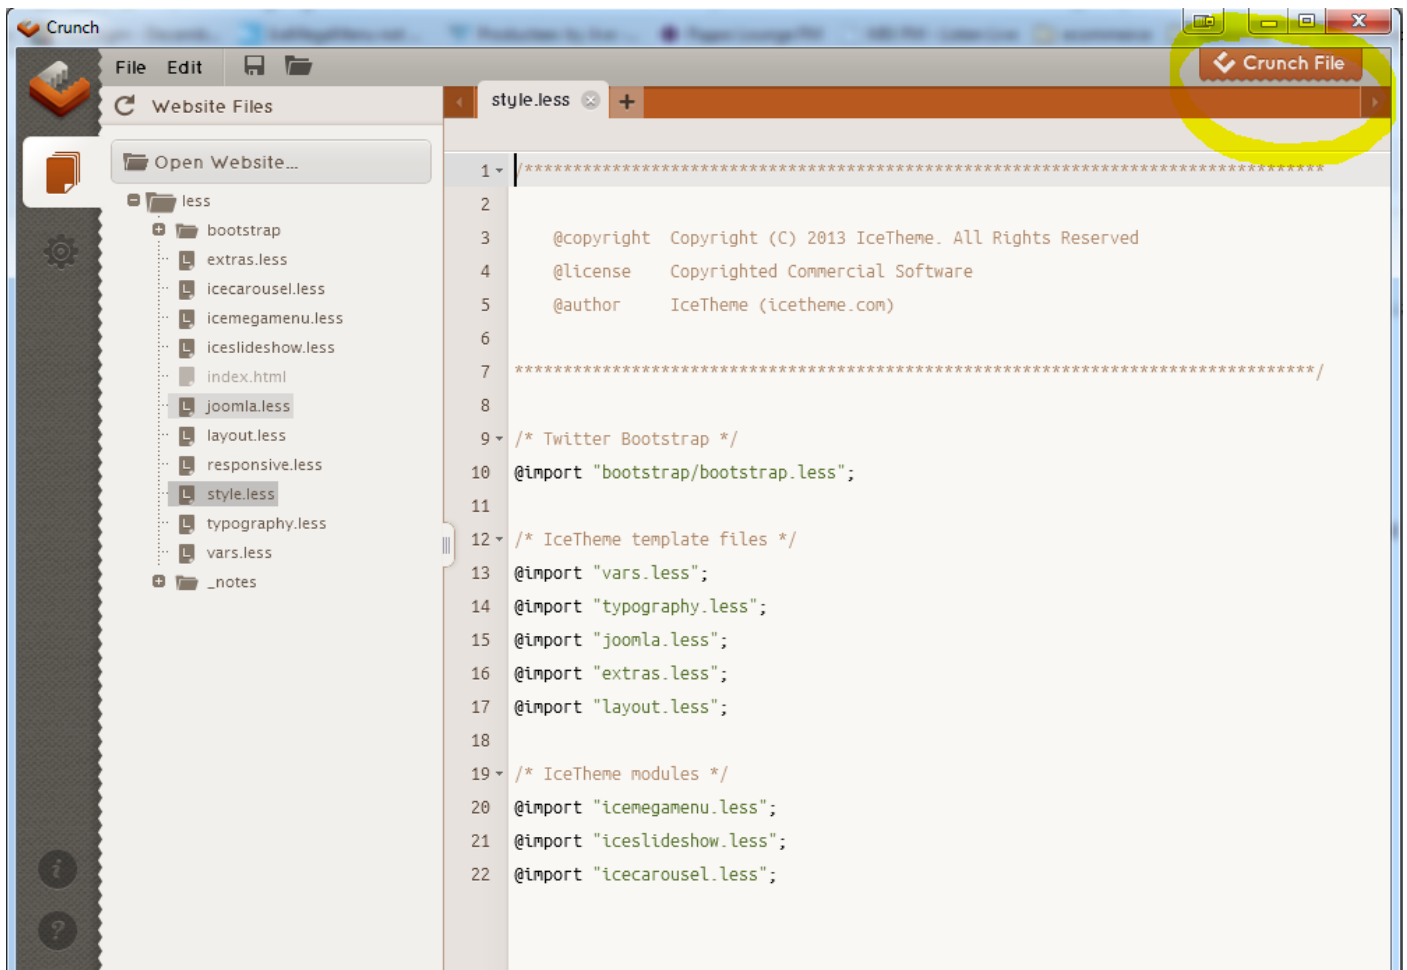 Crunch
File Edit
Crunch File
Website Files
style.less
Open Website...
less
bootstrap
extras.less
icecarousel.less
icemegamenu.less
iceslideshow.less
index.html
joomla.less
layout.less
responsive.less
style.less
typography.less
vars.less
_notes
1 /**********************************************************************************
2
3 @copyright Copyright (C) 2013 IceTheme. All Rights Reserved
4 @license Copyrighted Commercial Software
5 @author IceTheme (icetheme.com)
6
7 **********************************************************************************/
8
9 /* Twitter Bootstrap */
10 @import "bootstrap/bootstrap.less";
11
12 /* IceTheme template files */
13 @import "vars.less";
14 @import "typography.less";
15 @import "joomla.less";
16 @import "extras.less";
17 @import "layout.less";
18
19 /* IceTheme modules */
20 @import "icemegamenu.less";
21 @import "iceslideshow.less";
22 @import "icecarousel.less";